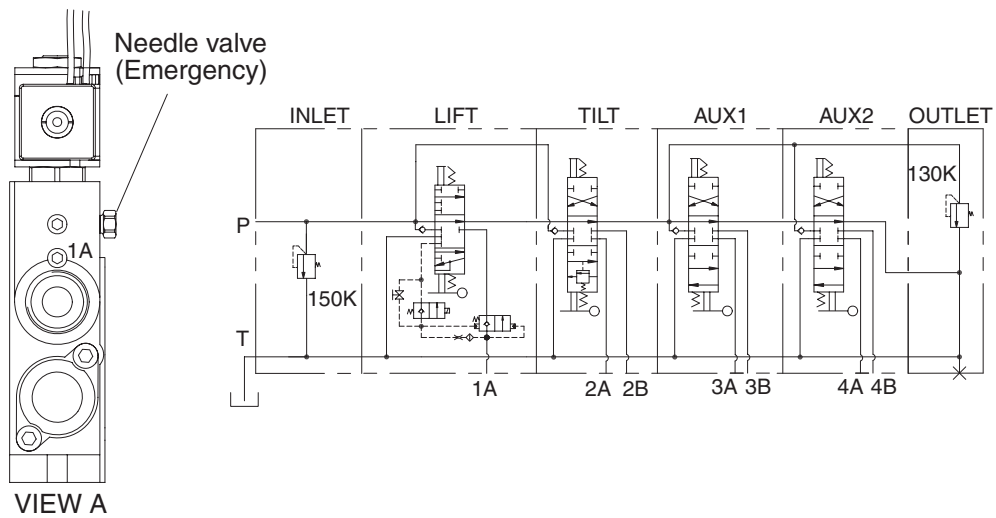 Needle valve
(Emergency)
1A
VIEW A
INLET LIFT TILT AUX1 AUX2 OUTLET
130K
P
150K
T
1A 2A 2B 3A 3B 4A 4B